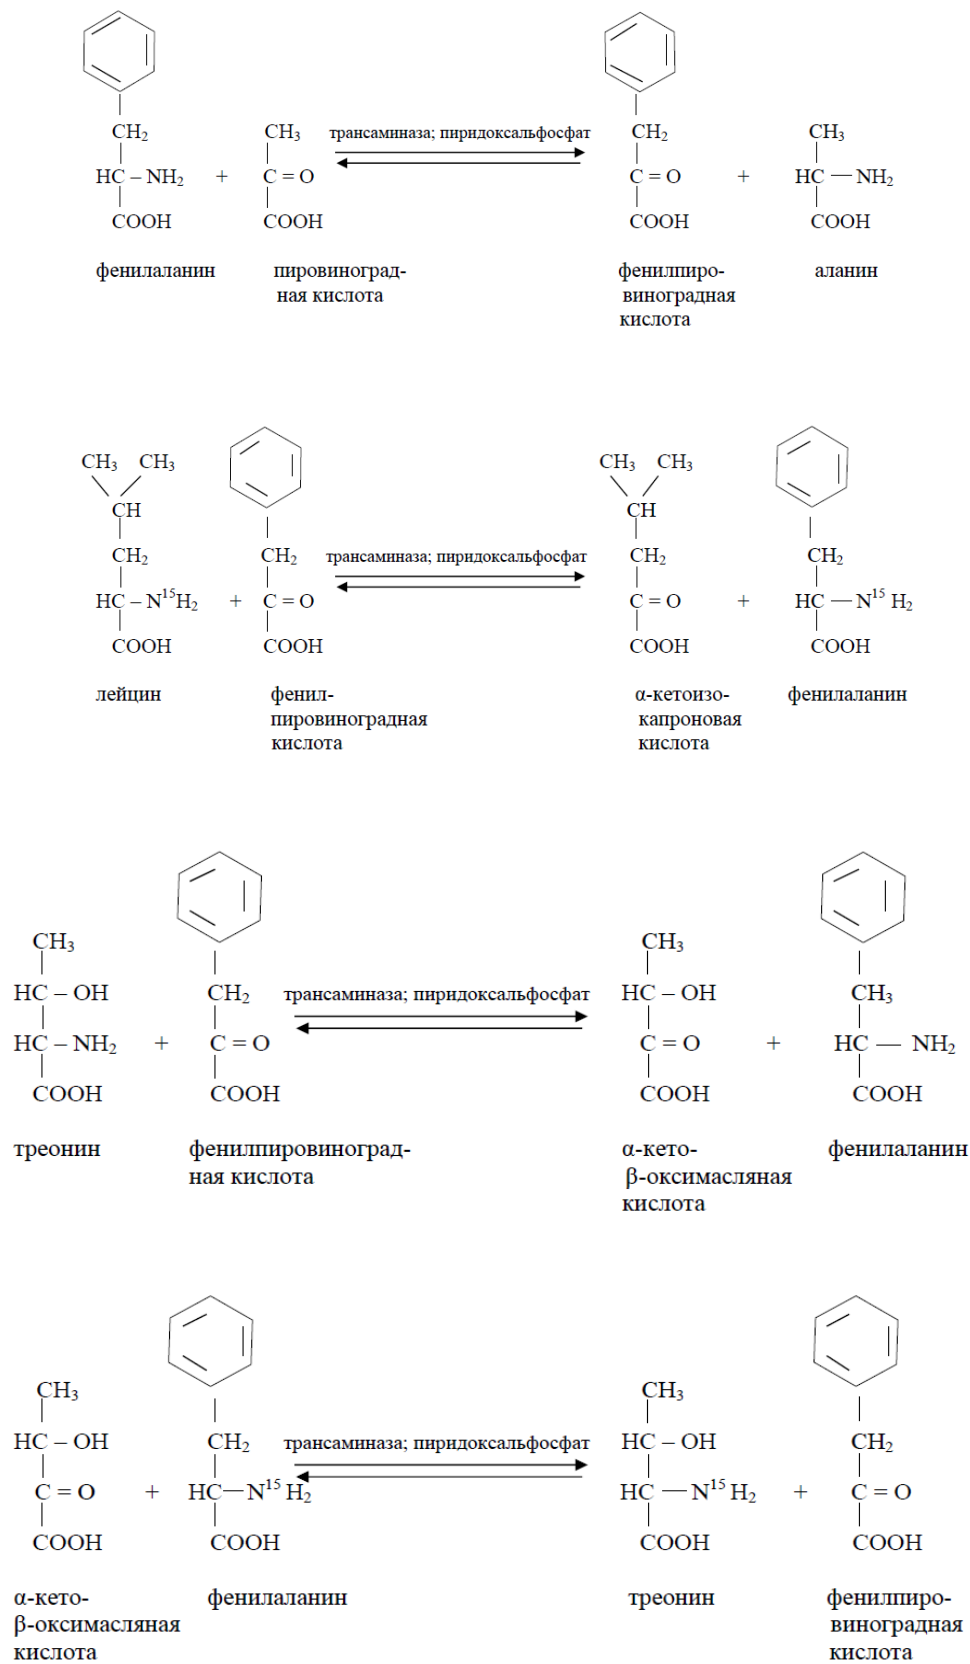 CH2 CH3 трансаминаза; пиридоксальфосфат CH2 CH3
HC – NH2 + C = O C = O + HC — NH2
COOH COOH COOH COOH
фенилаланин пировиноград- фенилпиро- аланин
ная кислота виноградная
кислота
CH3 CH3 CH3 CH3
CH CH
CH2 CH2 трансаминаза; пиридоксальфосфат CH2 CH2
HC – N15H2 + C = O C = O + HC — N15 H2
COOH COOH COOH COOH
лейцин фенил- α-кетоизо- фенилаланин
пировиноградная капроновая
кислота кислота
CH3 CH3
HC – OH CH2 трансаминаза; пиридоксальфосфат HC – OH CH3
HC – NH2 + C = O C = O + HC — NH2
COOH COOH COOH COOH
треонин фенилпировиноград- α-кето- фенилаланин
ная кислота β-оксимасляная
кислота
CH3 CH3
HC – OH CH2 трансаминаза; пиридоксальфосфат HC – OH CH2
C = O + HC — N15 H2 HC — N15 H2 + C = O
COOH COOH COOH COOH
α-кето- фенилаланин треонин фенилпиро-
β-оксимасляная виноградная
кислота кислота